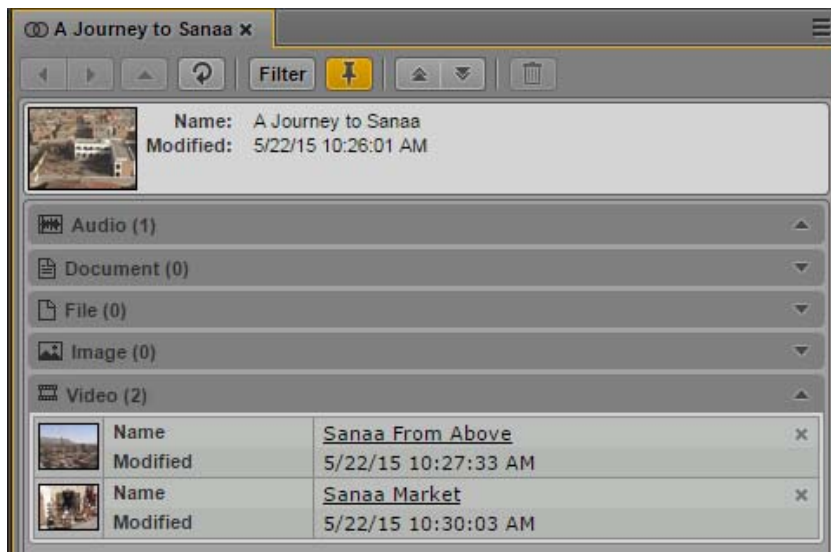 A Journey to Sanaa
Filter
Name: A Journey to Sanaa
Modified: 5/22/15 10:26:01 AM
Audio (1)
Document (0)
File (0)
Image (0)
Video (2)
Name Sanaa From Above
Modified 5/22/15 10:27:33 AM
Name Sanaa Market
Modified 5/22/15 10:30:03 AM